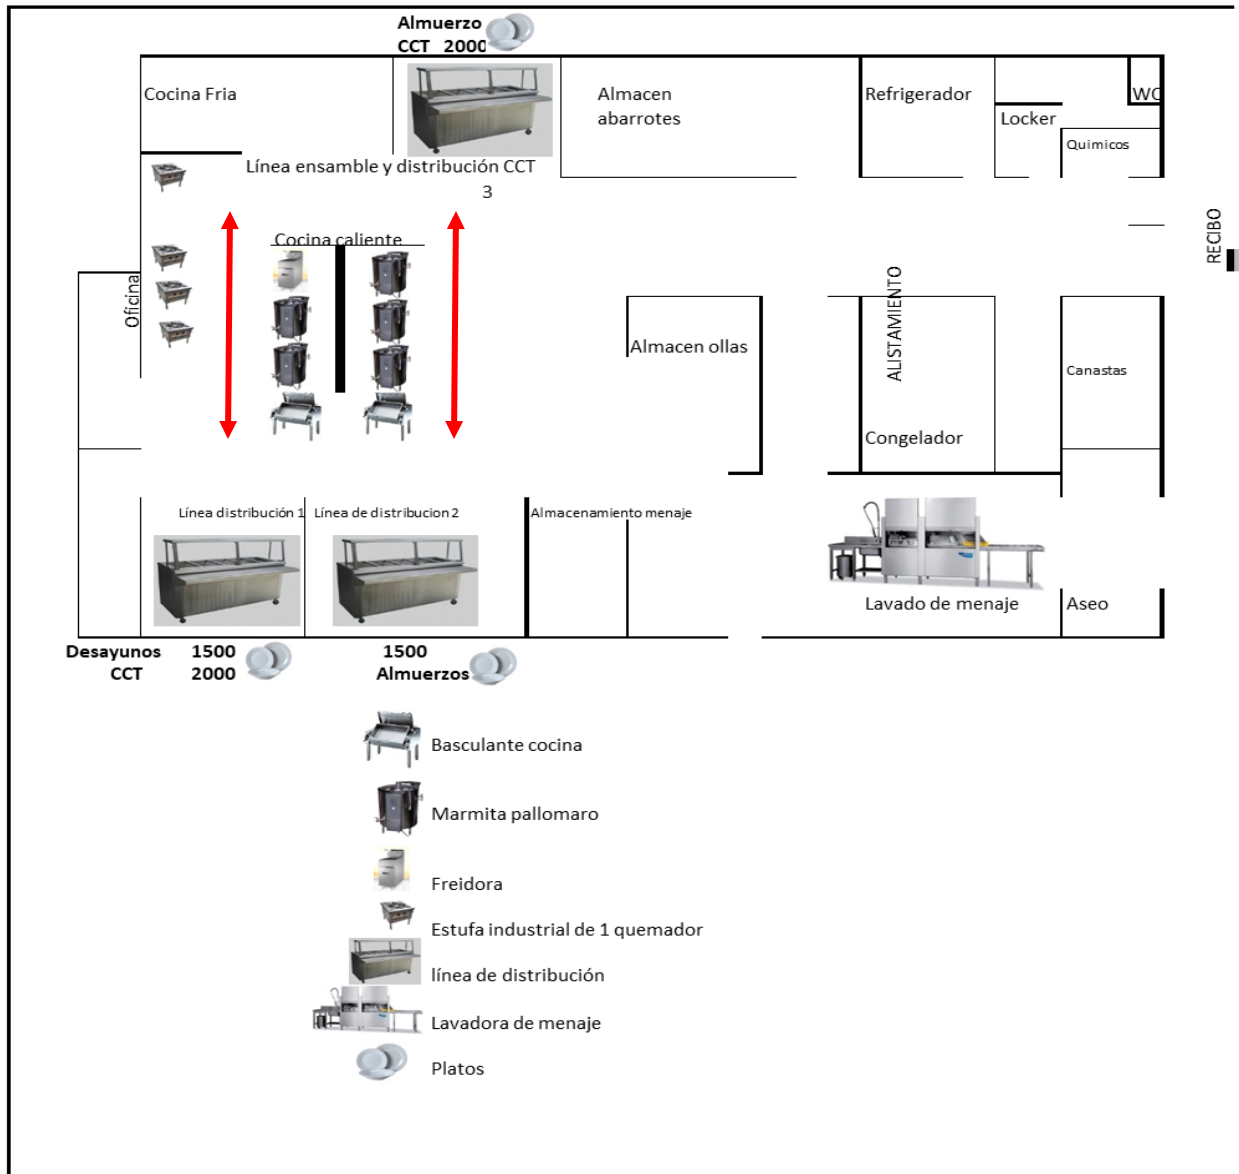 Almuerzo
CCT 2000
Cocina Fria
Almacen
abarrotes
Refrigerador
WC
Locker
Quimicos
Línea ensamble y distribución CCT
3
RECIBO
Cocina caliente
Oficina
ALISTAMIENTO
Almacen ollas
Canastas
Congelador
Línea distribución 1
Línea de distribucion 2
Almacenamiento menaje
Lavado de menaje
Aseo
Desayunos 1500
CCT 2000
1500
Almuerzos
Basculante cocina
Marmita pallomaro
Freidora
Estufa industrial de 1 quemador
línea de distribución
Lavadora de menaje
Platos